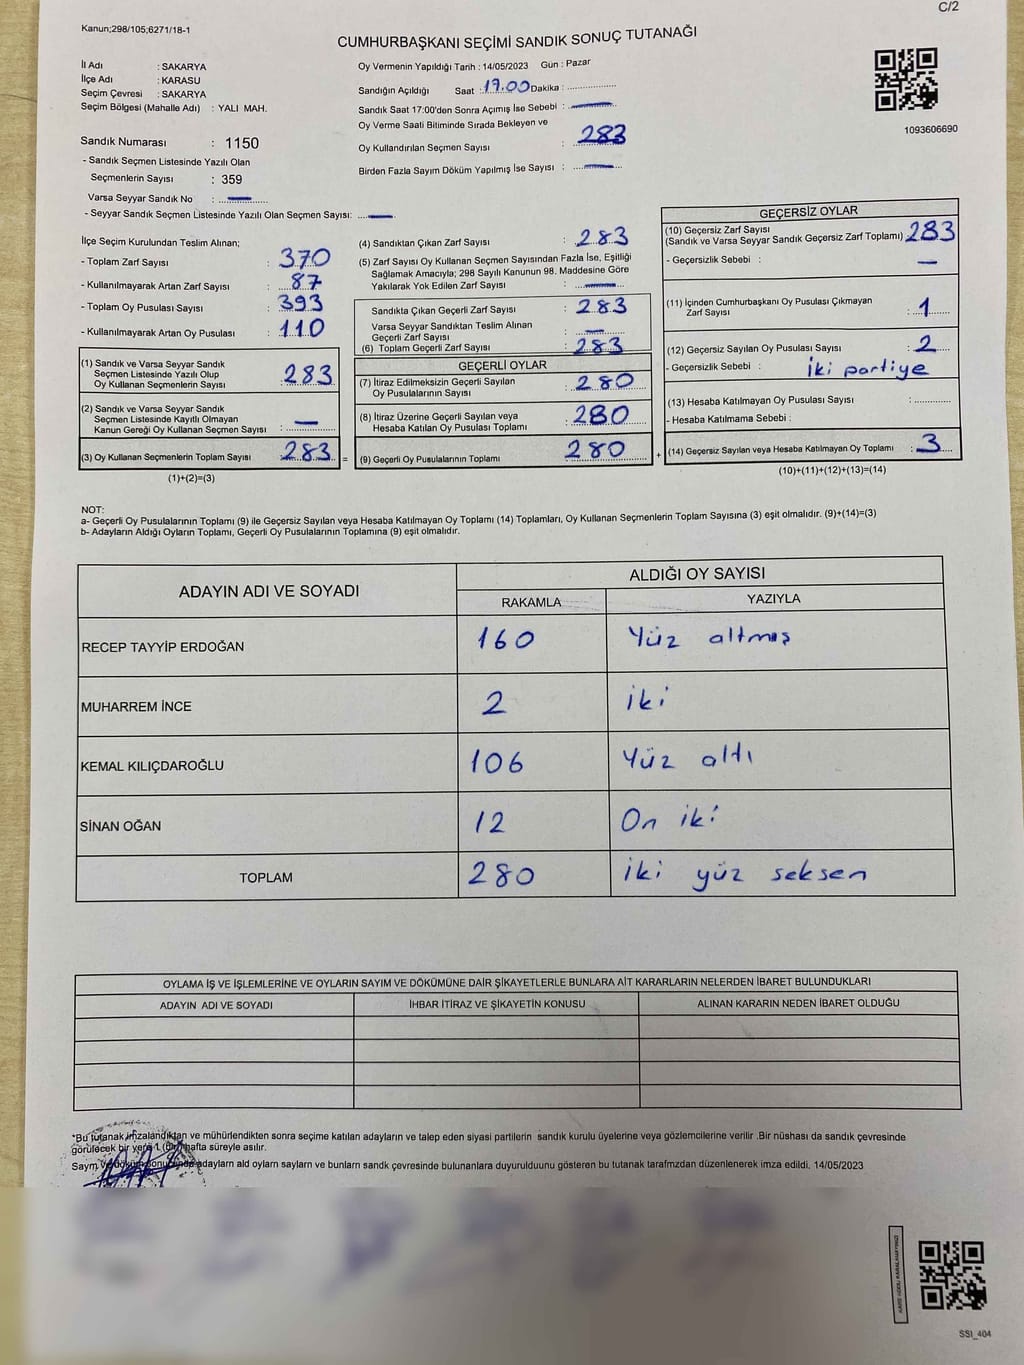 C/2
Kanun;298/105;6271/18-1
CUMHURBAŞKANI SEÇİMİ SANDIK SONUÇ TUTANAĞI
İl Adı : SAKARYA
İlçe Adı : KARASU
Seçim Çevresi : SAKARYA
Seçim Bölgesi (Mahalle Adı) : YALI MAH.
Sandık Numarası : 1150
- Sandık Seçmen Listesinde Yazılı Olan
Seçmenlerin Sayısı : 359
Varsa Seyyar Sandık No : —
- Seyyar Sandık Seçmen Listesinde Yazılı Olan Seçmen Sayısı: —
Oy Vermenin Yapıldığı Tarih : 14/05/2023 Gün : Pazar
Sandığın Açıldığı Saat : 17.00 Dakika : ..............
Sandık Saat 17:00'den Sonra Açımış İse Sebebi : —
Oy Verme Saati Bitiminde Sırada Bekleyen ve
Oy Kullandırılan Seçmen Sayısı : 283
Birden Fazla Sayım Döküm Yapılmış İse Sayısı : —
1093606690
İlçe Seçim Kurulundan Teslim Alınan;
- Toplam Zarf Sayısı : 370
- Kullanılmayarak Artan Zarf Sayısı : 87
- Toplam Oy Pusulası Sayısı : 393
- Kullanılmayarak Artan Oy Pusulası : 110
(1) Sandık ve Varsa Seyyar Sandık
Seçmen Listesinde Yazılı Olup
Oy Kullanan Seçmenlerin Sayısı : 283
(2) Sandık ve Varsa Seyyar Sandık
Seçmen Listesinde Kayıtlı Olmayan
Kanun Gereği Oy Kullanan Seçmen Sayısı : —
(3) Oy Kullanan Seçmenlerin Toplam Sayısı : 283 =
(1)+(2)=(3)
(4) Sandıktan Çıkan Zarf Sayısı : 283
(5) Zarf Sayısı Oy Kullanan Seçmen Sayısından Fazla İse, Eşitliği
Sağlamak Amacıyla; 298 Sayılı Kanunun 98. Maddesine Göre
Yakılarak Yok Edilen Zarf Sayısı : —
Sandıkta Çıkan Geçerli Zarf Sayısı : 283
Varsa Seyyar Sandıktan Teslim Alınan
Geçerli Zarf Sayısı : —
(6) Toplam Geçerli Zarf Sayısı : 283
GEÇERLİ OYLAR
(7) İtiraz Edilmeksizin Geçerli Sayılan
Oy Pusulasının Sayısı : 280
(8) İtiraz Üzerine Geçerli Sayılan veya
Hesaba Katılan Oy Pusulası Toplamı : 280
(9) Geçerli Oy Pusulalarının Toplamı : 280 +
GEÇERSİZ OYLAR
(10) Geçersiz Zarf Sayısı
(Sandık ve Varsa Seyyar Sandık Geçersiz Zarf Toplamı) 283
- Geçersizlik Sebebi : —
(11) İçinden Cumhurbaşkanı Oy Pusulası Çıkmayan
Zarf Sayısı : 1
(12) Geçersiz Sayılan Oy Pusulası Sayısı : 2
- Geçersizlik Sebebi : iki partiye
(13) Hesaba Katılmayan Oy Pusulası Sayısı : ..............
- Hesaba Katılmama Sebebi :
(14) Geçersiz Sayılan veya Hesaba Katılmayan Oy Toplamı : 3
(10)+(11)+(12)+(13)=(14)
NOT:
a- Geçerli Oy Pusulalarının Toplamı (9) ile Geçersiz Sayılan veya Hesaba Katılmayan Oy Toplamı (14) Toplamları, Oy Kullanan Seçmenlerin Toplam Sayısına (3) eşit olmalıdır. (9)+(14)=(3)
b- Adayların Aldığı Oyların Toplamı, Geçerli Oy Pusulalarının Toplamına (9) eşit olmalıdır.
ADAYIN ADI VE SOYADI ALDIĞI OY SAYISI
RAKAMLA YAZIYLA
RECEP TAYYİP ERDOĞAN 160 Yüz altmış
MUHARREM İNCE 2 iki
KEMAL KILIÇDAROĞLU 106 Yüz altı
SİNAN OĞAN 12 On iki
TOPLAM 280 iki yüz seksen
OYLAMA İŞ VE İŞLEMLERİNE VE OYLARIN SAYIM VE DÖKÜMÜNE DAİR ŞİKAYETLERLE BUNLARA AİT KARARLARIN NELERDEN İBARET BULUNDUKLARI
ADAYIN ADI VE SOYADI İHBAR İTİRAZ VE ŞİKAYETİN KONUSU ALINAN KARARIN NEDEN İBARET OLDUĞU
*Bu tutanak imzalandıktan ve mühürlendikten sonra seçime katılan adayların ve talep eden siyasi partilerin sandık kurulu üyelerine veya gözlemcilerine verilir .Bir nüshası da sandık çevresinde
görülecek bir yere 1 (bir) hafta süreyle asılır.
Saym ve döküm sonucunda adayların ald oyların sayların ve bunların sandk çevresinde bulunanlara duyurulduunu gösteren bu tutanak tarafmzdan düzenlenerek imza edildi. 14/05/2023
SSI_404